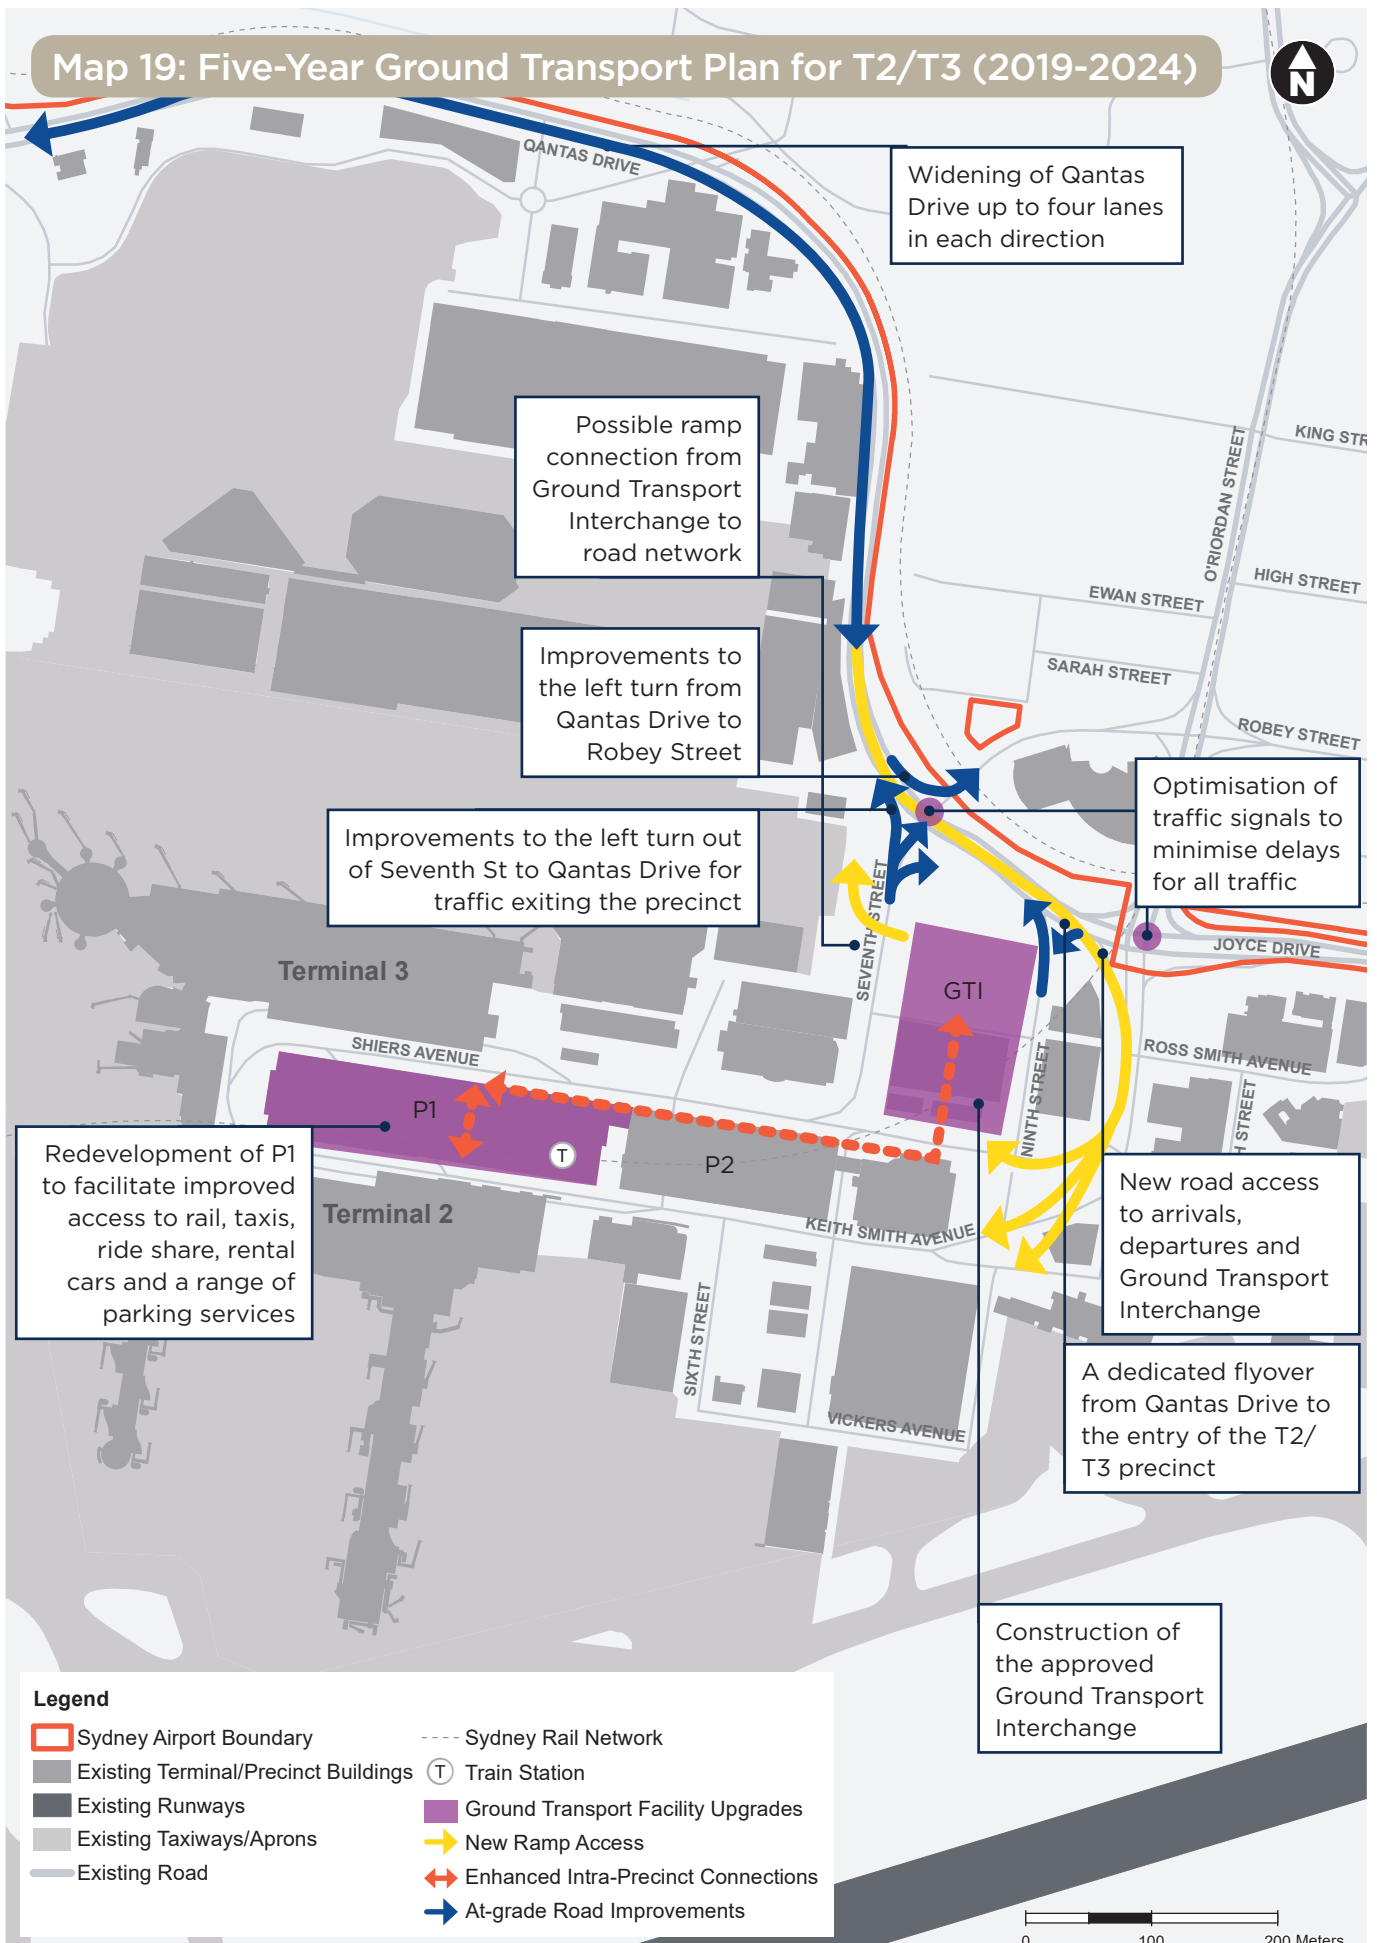 Map 19: Five-Year Ground Transport Plan for T2/T3 (2019-2024)
N
QANTAS DRIVE
Widening of Qantas
Drive up to four lanes
in each direction
Possible ramp
connection from
Ground Transport
Interchange to
road network
KING STR
O'RIORDAN STREET
HIGH STREET
EWAN STREET
SARAH STREET
ROBEY STREET
Improvements to
the left turn from
Qantas Drive to
Robey Street
Optimisation of
traffic signals to
minimise delays
for all traffic
Improvements to the left turn out
of Seventh St to Qantas Drive for
traffic exiting the precinct
SEVENTH STREET
JOYCE DRIVE
Terminal 3
GTI
SHIERS AVENUE
ROSS SMITH AVENUE
NINTH STREET
H STREET
P1
T
P2
Redevelopment of P1
to facilitate improved
access to rail, taxis,
ride share, rental
cars and a range of
parking services
Terminal 2
KEITH SMITH AVENUE
New road access
to arrivals,
departures and
Ground Transport
Interchange
SIXTH STREET
VICKERS AVENUE
A dedicated flyover
from Qantas Drive to
the entry of the T2/
T3 precinct
Construction of
the approved
Ground Transport
Interchange
Legend
Sydney Airport Boundary
Existing Terminal/Precinct Buildings
Existing Runways
Existing Taxiways/Aprons
Existing Road
Sydney Rail Network
T Train Station
Ground Transport Facility Upgrades
New Ramp Access
Enhanced Intra-Precinct Connections
At-grade Road Improvements
0 100 200 Meters